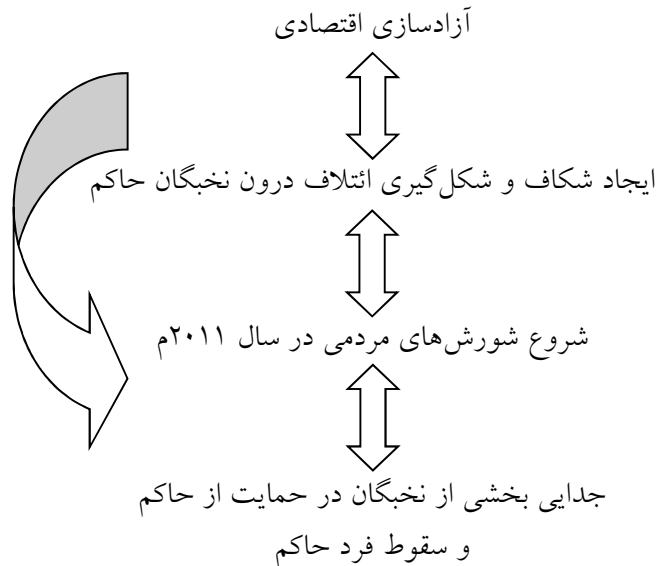 آزادسازی اقتصادی
ایجاد شکاف و شکل‌گیری ائتلاف درون نخبگان حاکم
شروع شورش‌های مردمی در سال ۲۰۱۱م
جدایی بخشی از نخبگان در حمایت از حاکم
و سقوط فرد حاکم